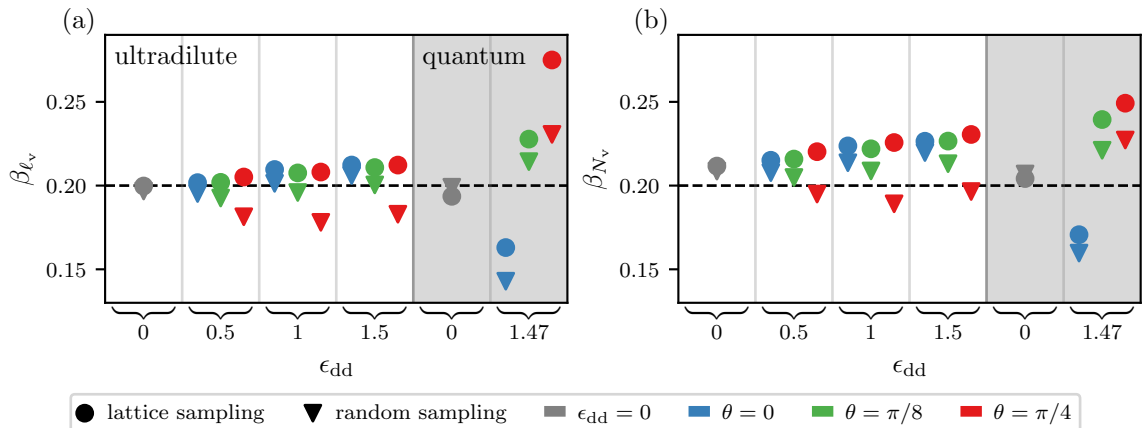 (a)
(b)
ultradilute
quantum
β_{ℓ_v}
0.25
0.20
0.15
0 0.5 1 1.5 0 1.47
ϵ_dd
β_{N_v}
0.25
0.20
0.15
0 0.5 1 1.5 0 1.47
ϵ_dd
lattice sampling random sampling ϵ_dd = 0 θ = 0 θ = π/8 θ = π/4